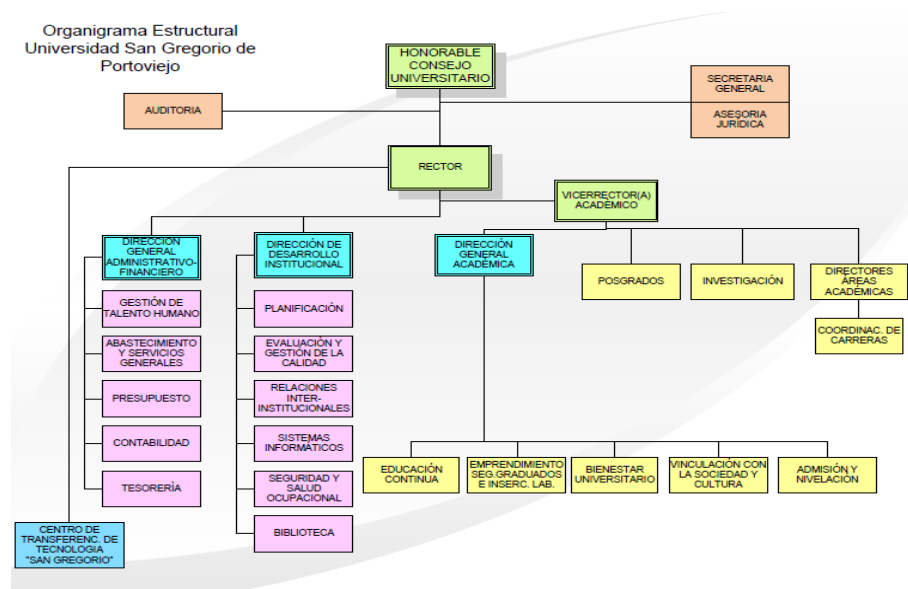 Organigrama Estructural
Universidad San Gregorio de
Portoviejo
HONORABLE
CONSEJO
UNIVERSITARIO
AUDITORIA
SECRETARIA
GENERAL
ASESORIA
JURÍDICA
RECTOR
VICERRECTOR(A)
ACADÉMICO
DIRECCION
GENERAL
ADMINISTRATIVO-
FINANCIERO
DIRECCIÓN DE
DESARROLLO
INSTITUCIONAL
DIRECCIÓN
GENERAL
ACADÉMICA
POSGRADOS
INVESTIGACIÓN
DIRECTORES
ÁREAS
ACADÉMICAS
COORDINAC. DE
CARRERAS
GESTIÓN DE
TALENTO HUMANO
ABASTECIMIENTO
Y SERVICIOS
GENERALES
PRESUPUESTO
CONTABILIDAD
TESORERÍA
PLANIFICACIÓN
EVALUACIÓN Y
GESTIÓN DE LA
CALIDAD
RELACIONES
INTER-
INSTITUCIONALES
SISTEMAS
INFORMÁTICOS
SEGURIDAD Y
SALUD
OCUPACIONAL
BIBLIOTECA
EDUCACIÓN
CONTINUA
EMPRENDIMIENTO
SEG.GRADUADOS
E INSERC. LAB.
BIENESTAR
UNIVERSITARIO
VINCULACIÓN CON
LA SOCIEDAD Y
CULTURA
ADMISIÓN Y
NIVELACIÓN
CENTRO DE
TRANSFERENC. DE
TECNOLOGIA
"SAN GREGORIO"